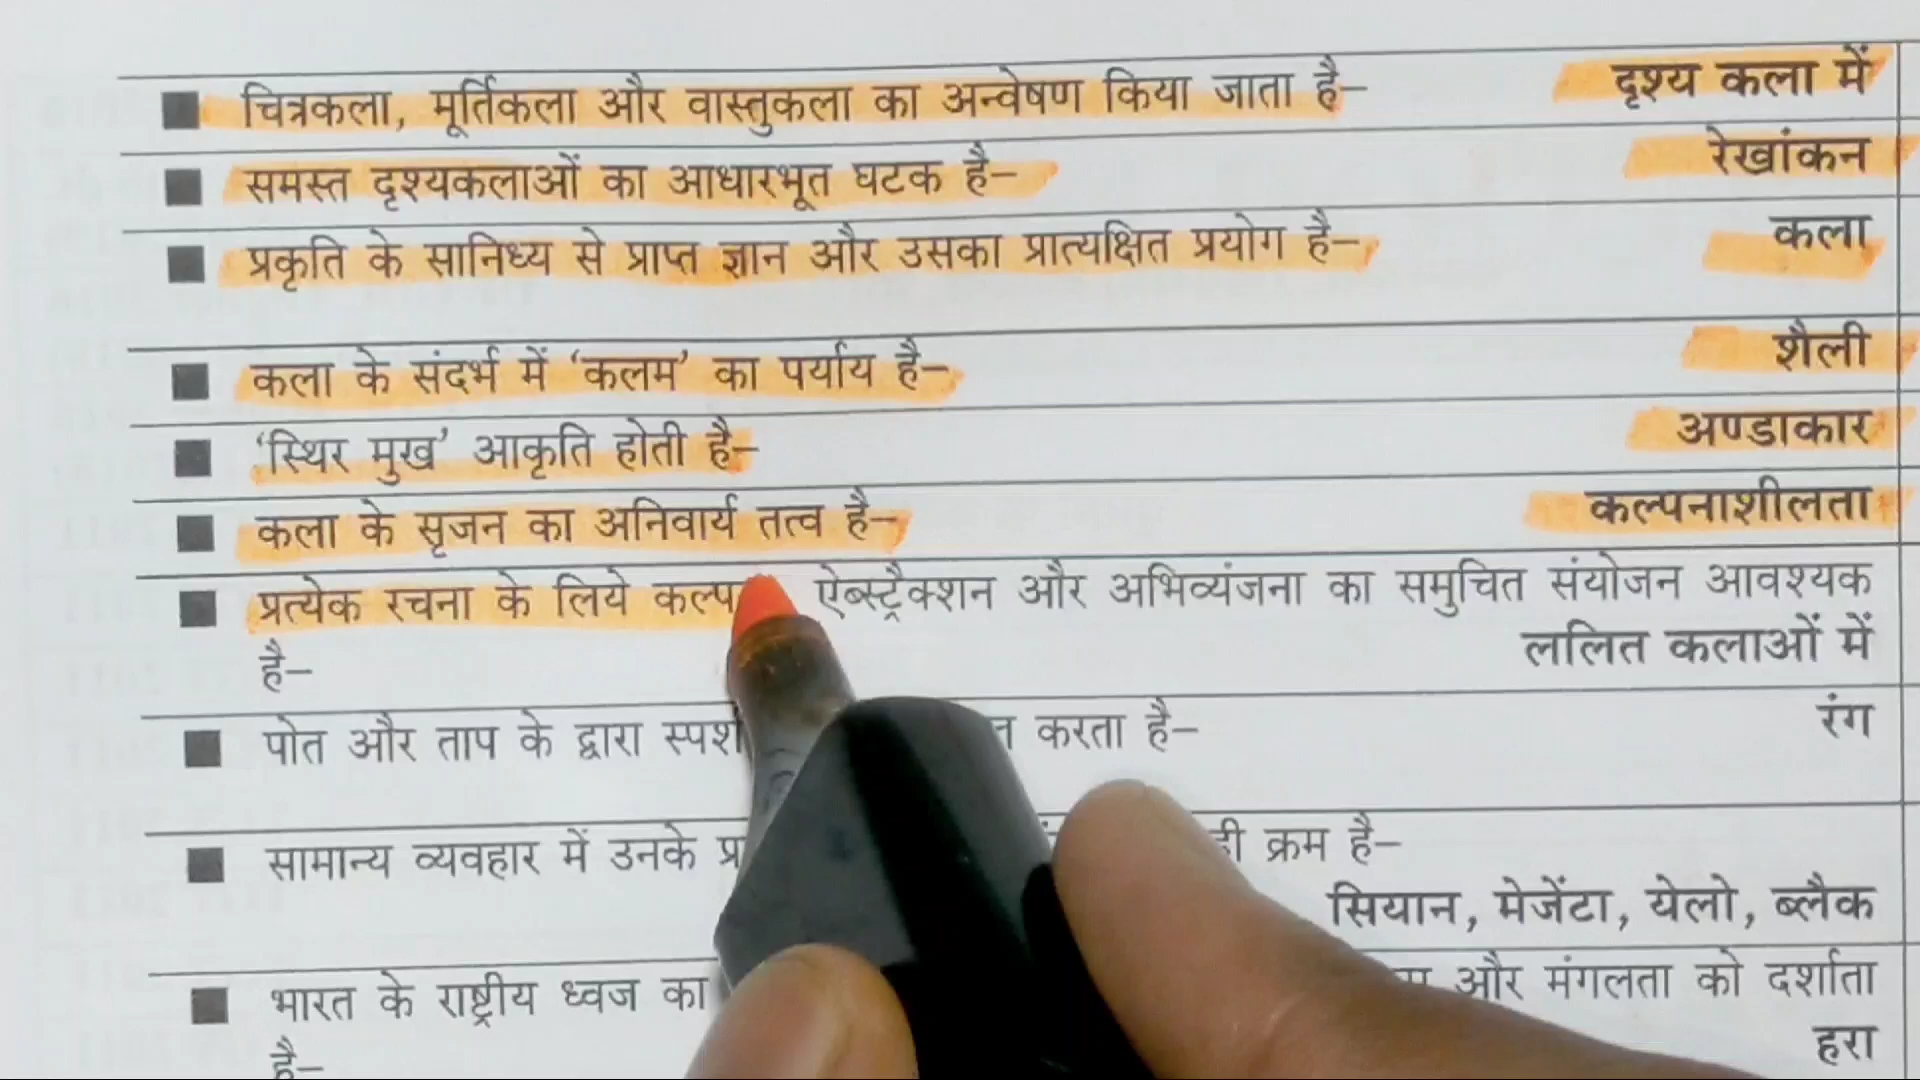 चित्रकला, मूर्तिकला और वास्तुकला का अन्वेषण किया जाता है– दृश्य कला में
समस्त दृश्यकलाओं का आधारभूत घटक है– रेखांकन
प्रकृति के सानिध्य से प्राप्त ज्ञान और उसका प्रात्यक्षित प्रयोग है– कला
कला के संदर्भ में ‘कलम’ का पर्याय है– शैली
‘स्थिर मुख’ आकृति होती है– अण्डाकार
कला के सृजन का अनिवार्य तत्व है– कल्पनाशीलता
प्रत्येक रचना के लिये ऐब्स्ट्रैक्शन और अभिव्यंजना का समुचित संयोजन आवश्यक
है– ललित कलाओं में
पोत और ताप के द्वारा करता है– रंग
सामान्य व्यवहार में उनके क्रम है–
सियान, मेजेंटा, येलो, ब्लैक
भारत के राष्ट्रीय ध्वज का और मंगलता को दर्शाता
है– हरा